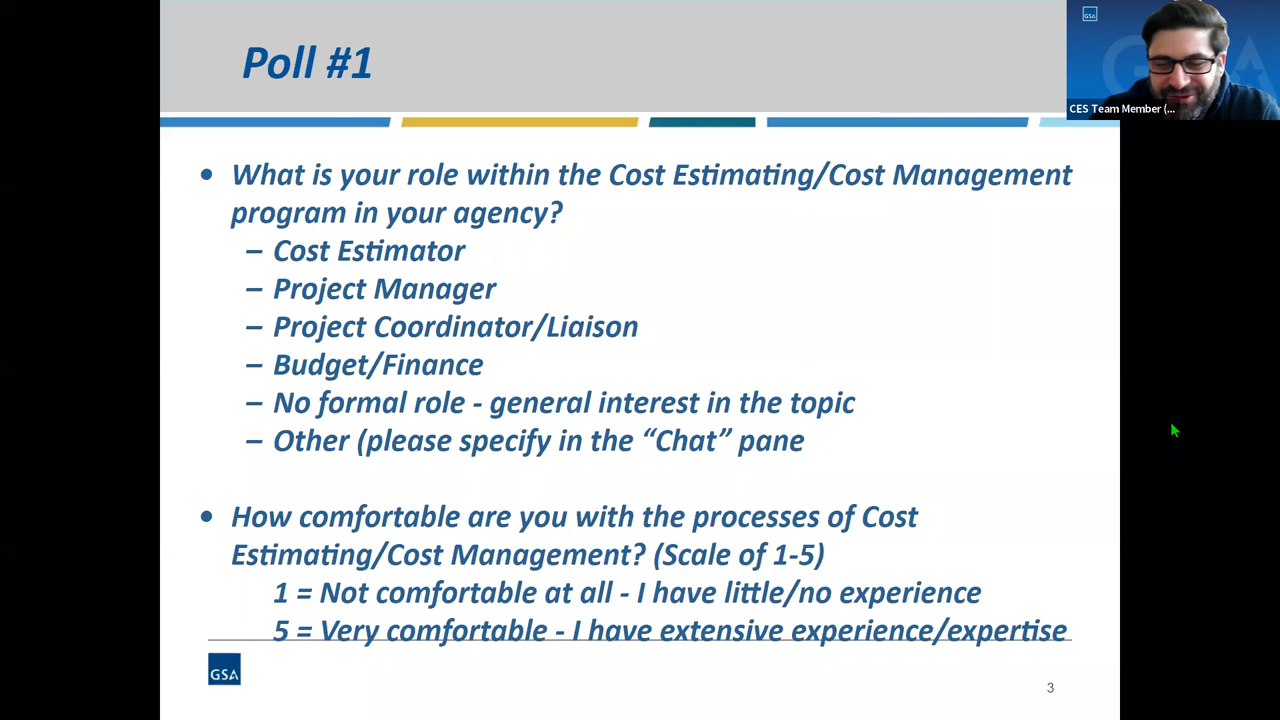 Poll #1
GSA
CES Team Member (...
• What is your role within the Cost Estimating/Cost Management
program in your agency?
– Cost Estimator
– Project Manager
– Project Coordinator/Liaison
– Budget/Finance
– No formal role - general interest in the topic
– Other (please specify in the “Chat” pane
• How comfortable are you with the processes of Cost
Estimating/Cost Management? (Scale of 1-5)
1 = Not comfortable at all - I have little/no experience
5 = Very comfortable - I have extensive experience/expertise
GSA
3